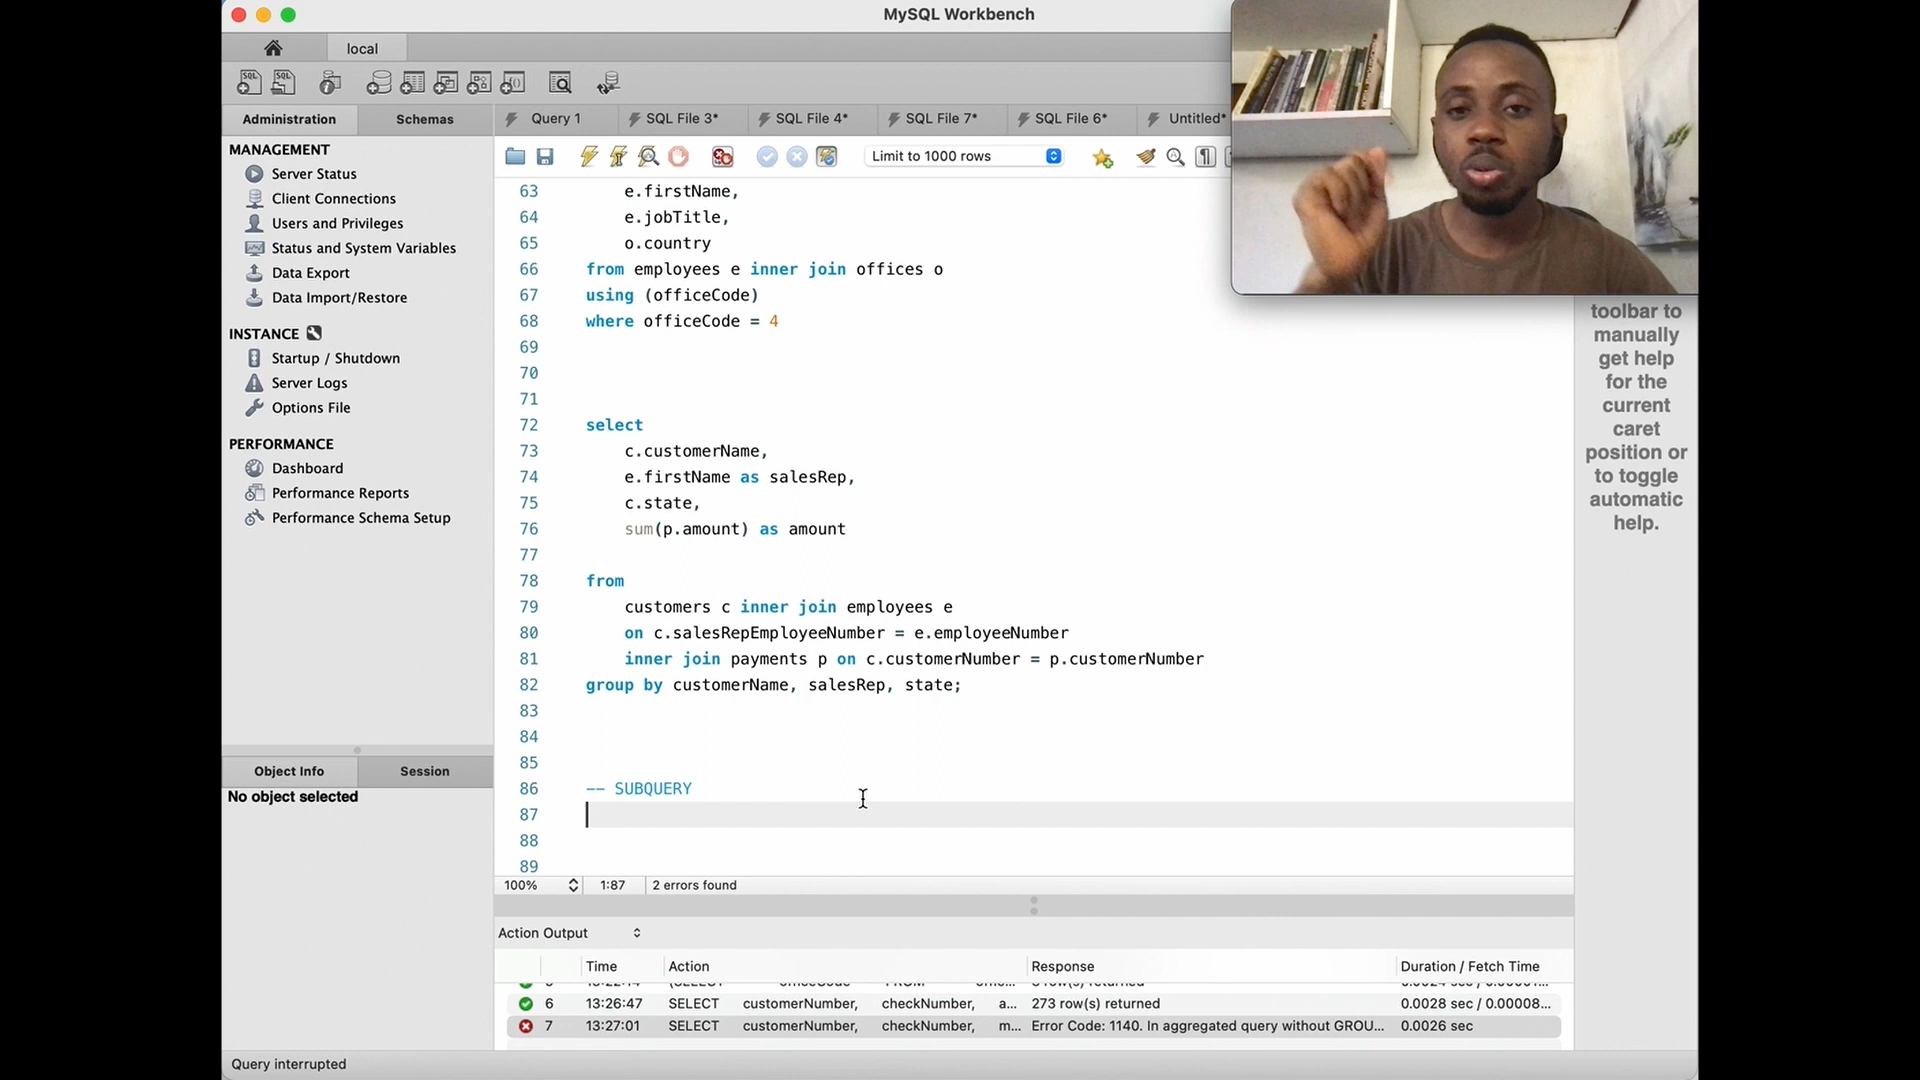 MySQL Workbench
local
SQL SQL
Administration Schemas
Query 1 SQL File 3* SQL File 4* SQL File 7* SQL File 6* Untitled*
Limit to 1000 rows
MANAGEMENT
Server Status
Client Connections
Users and Privileges
Status and System Variables
Data Export
Data Import/Restore
INSTANCE
Startup / Shutdown
Server Logs
Options File
PERFORMANCE
Dashboard
Performance Reports
Performance Schema Setup
Object Info Session
No object selected
63 e.firstName,
64 e.jobTitle,
65 o.country
66 from employees e inner join offices o
67 using (officeCode)
68 where officeCode = 4
69
70
71
72 select
73 c.customerName,
74 e.firstName as salesRep,
75 c.state,
76 sum(p.amount) as amount
77
78 from
79 customers c inner join employees e
80 on c.salesRepEmployeeNumber = e.employeeNumber
81 inner join payments p on c.customerNumber = p.customerNumber
82 group by customerName, salesRep, state;
83
84
85
86 -- SUBQUERY
87
88
89
100% 1:87 2 errors found
toolbar to
manually
get help
for the
current
caret
position or
to toggle
automatic
help.
Action Output
Time Action Response Duration / Fetch Time
6 13:26:47 SELECT customerNumber, checkNumber, a... 273 row(s) returned 0.0028 sec / 0.00008...
7 13:27:01 SELECT customerNumber, checkNumber, m... Error Code: 1140. In aggregated query without GROU... 0.0026 sec
Query interrupted